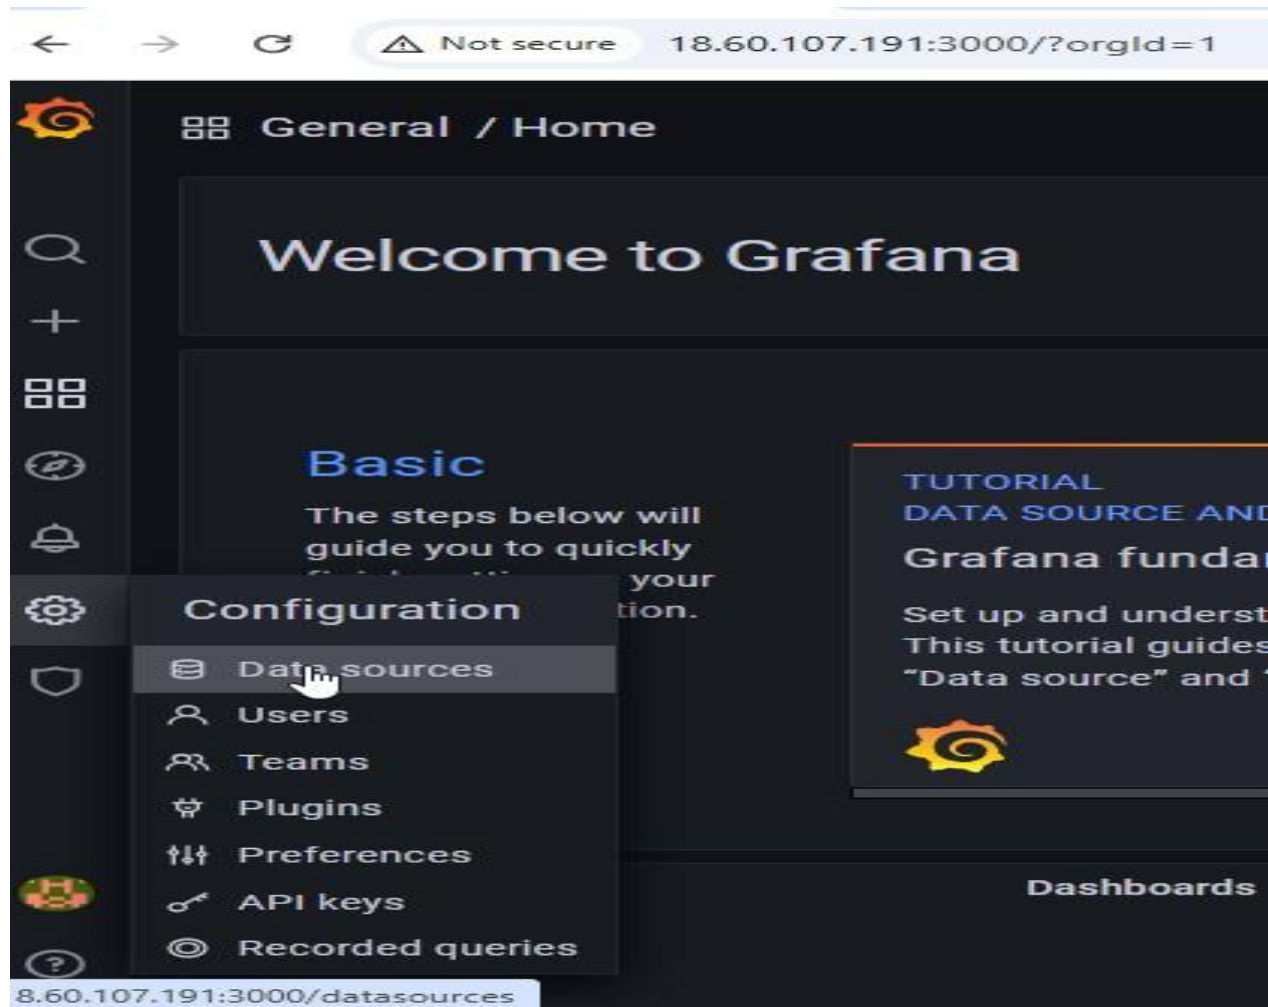 Not secure 18.60.107.191:3000/?orgId=1
General / Home
Welcome to Grafana
Basic
The steps below will
guide you to quickly
your
tion.
TUTORIAL
DATA SOURCE AND
Grafana fundam
Set up and underst
This tutorial guides
"Data source" and "
Configuration
Data sources
Users
Teams
Plugins
Preferences
API keys
Recorded queries
Dashboards
8.60.107.191:3000/datasources